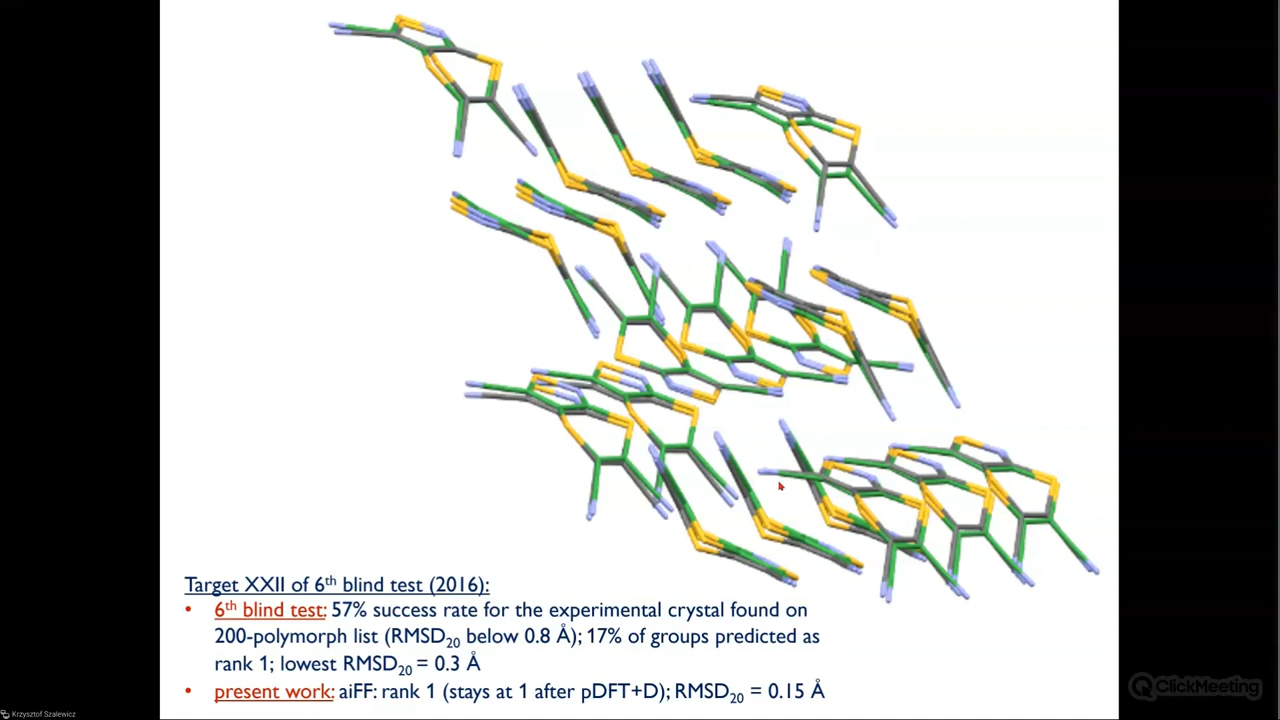 Target XXII of 6th blind test (2016):
• 6th blind test: 57% success rate for the experimental crystal found on
200-polymorph list (RMSD20 below 0.8 Å); 17% of groups predicted as
rank 1; lowest RMSD20 = 0.3 Å
• present work: aiFF: rank 1 (stays at 1 after pDFT+D); RMSD20 = 0.15 Å
ClickMeeting
Krzysztof Szalewicz